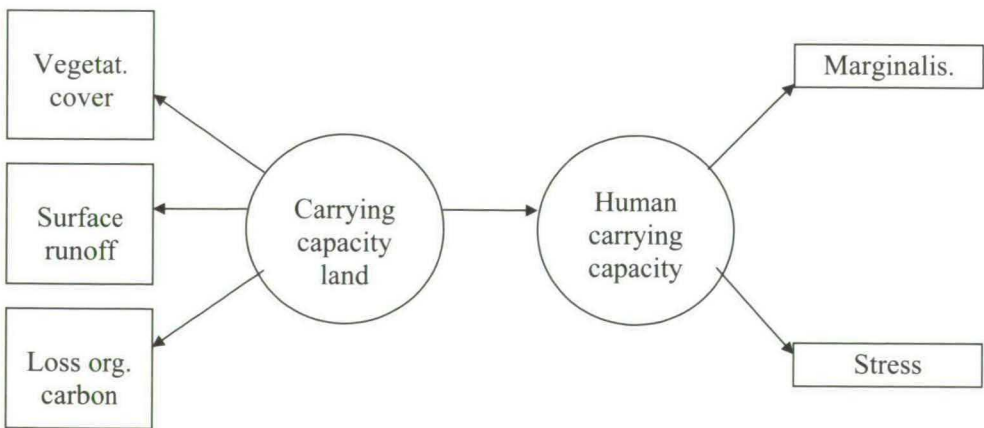 Vegetat.
cover
Surface
runoff
Loss org.
carbon
Carrying
capacity
land
Human
carrying
capacity
Marginalis.
Stress